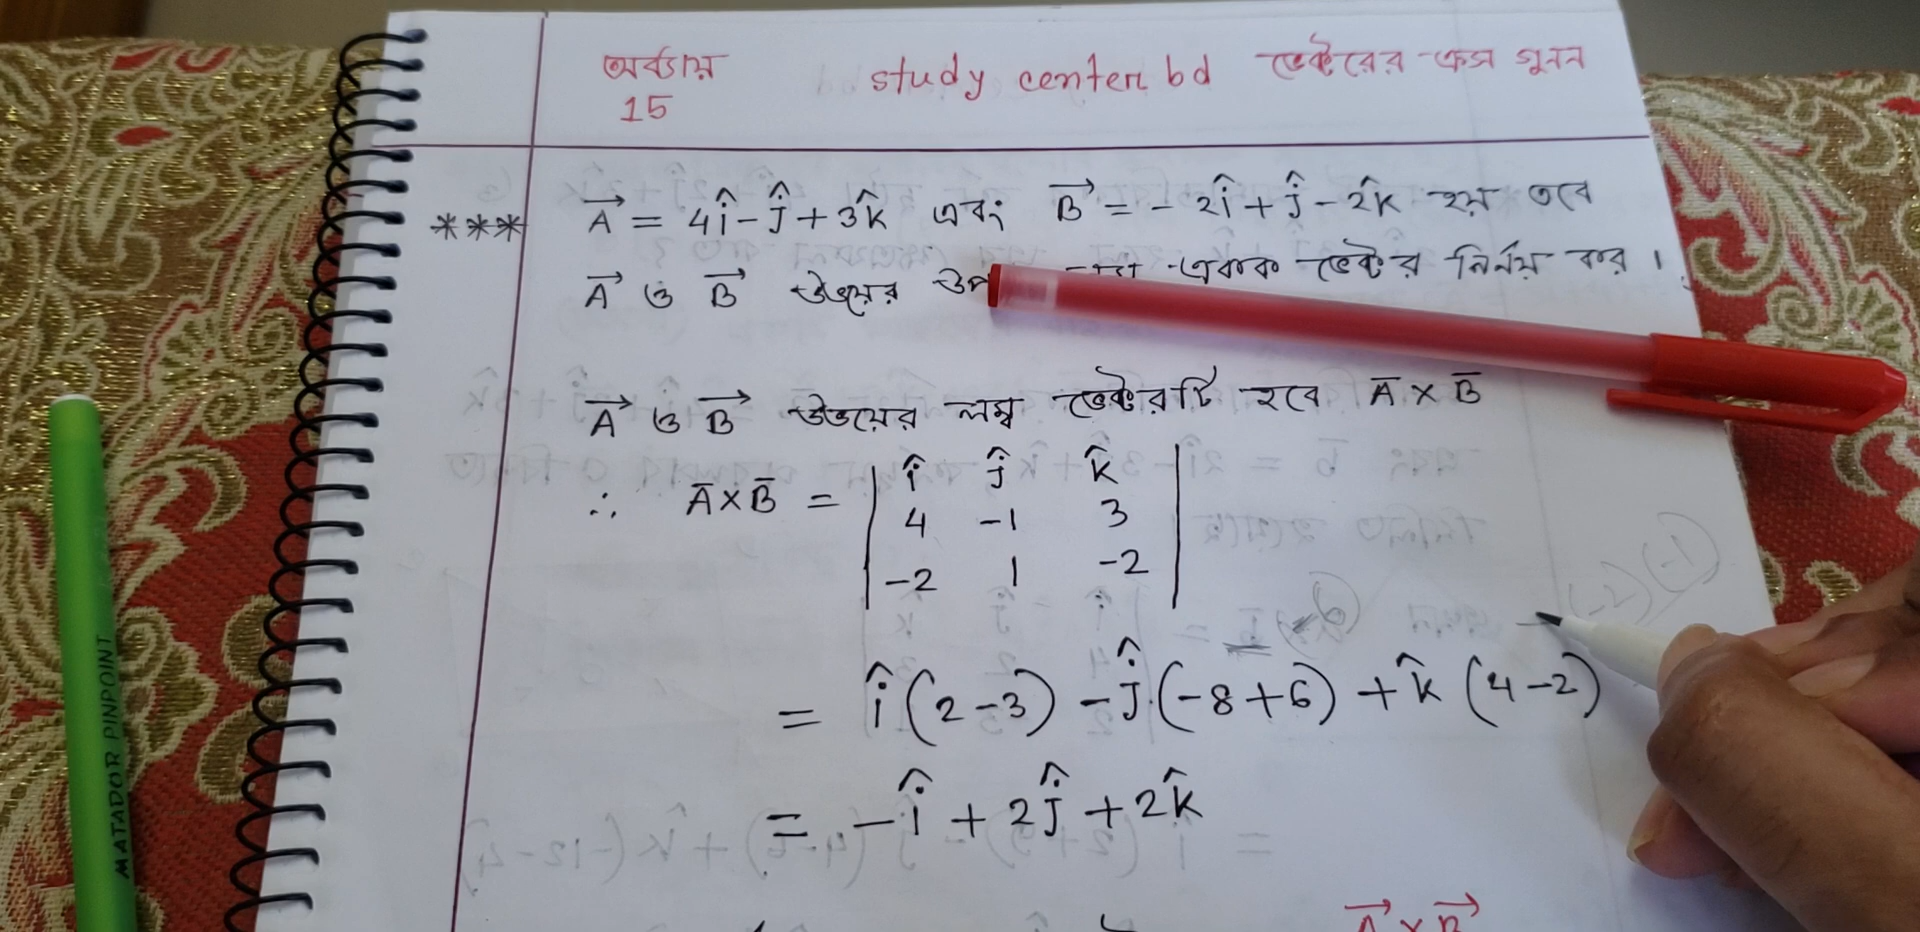 অধ্যায় 15 study center bd ভেক্টরের ক্রস গুনন
*** A→ = 4î - ĵ + 3k̂ এবং B→ = - 2î + ĵ - 2k̂ হয় তবে
A→ ও B→ উভয়ের একক ভেক্টর নির্নয় কর ।
A→ ও B→ উভয়ের লম্ব ভেক্টরটি হবে A̅ × B̅
∴ A̅×B̅ = | î ĵ k̂ |
4 -1 3
-2 1 -2
= î (2-3) - ĵ (-8+6) + k̂ (4-2)
= - î + 2ĵ + 2k̂
A→ × B→
MATADOR PINPOINT